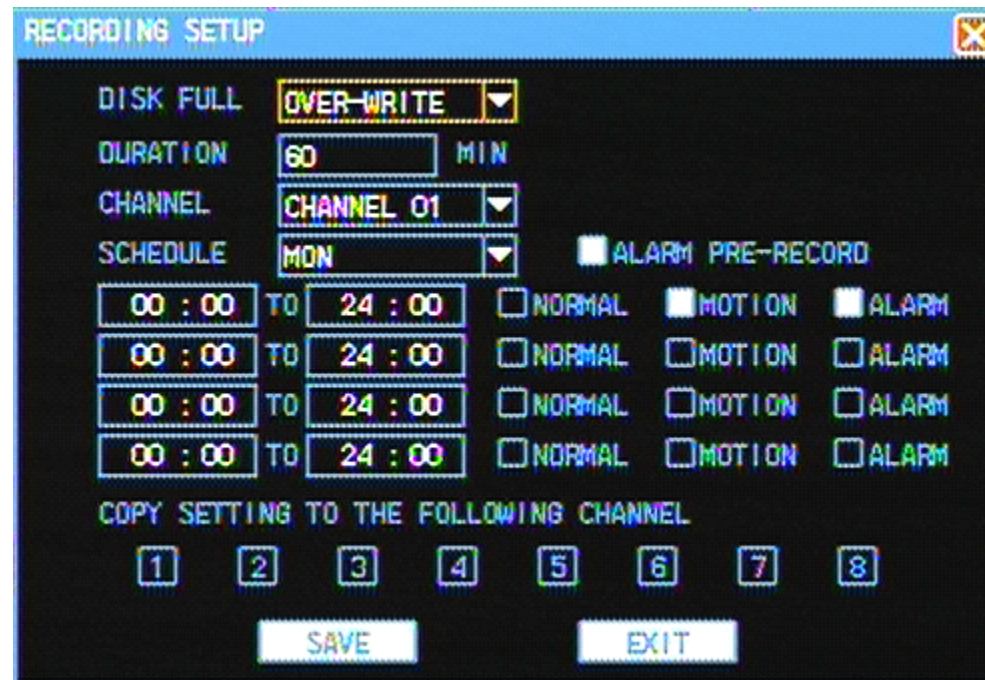 RECORDING SETUP
DISK FULL OVER-WRITE
DURATION 60 MIN
CHANNEL CHANNEL 01
SCHEDULE MON ALARM PRE-RECORD
00 : 00 TO 24 : 00 NORMAL MOTION ALARM
00 : 00 TO 24 : 00 NORMAL MOTION ALARM
00 : 00 TO 24 : 00 NORMAL MOTION ALARM
00 : 00 TO 24 : 00 NORMAL MOTION ALARM
COPY SETTING TO THE FOLLOWING CHANNEL
1 2 3 4 5 6 7 8
SAVE EXIT